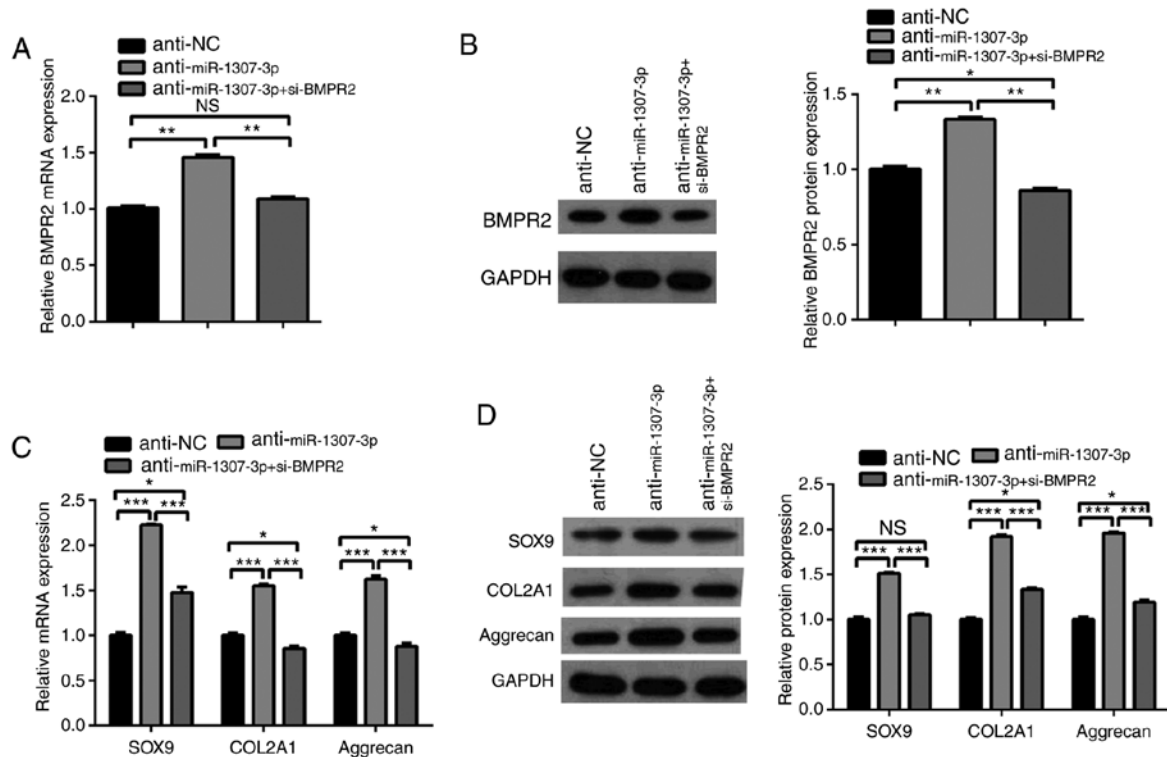 A
anti-NC
anti-miR-1307-3p
anti-miR-1307-3p+si-BMPR2
Relative BMPR2 mRNA expression
2.0
1.5
1.0
0.5
0.0
NS
**
**
B
anti-NC
anti-miR-1307-3p
anti-miR-1307-3p+
si-BMPR2
BMPR2
GAPDH
anti-NC
anti-miR-1307-3p
anti-miR-1307-3p+si-BMPR2
Relative BMPR2 protein expression
2.0
1.5
1.0
0.5
0.0
*
**
**
C
anti-NC
anti-miR-1307-3p
anti-miR-1307-3p+si-BMPR2
Relative mRNA expression
2.5
2.0
1.5
1.0
0.5
0.0
*
*** ***
*
*** ***
*
*** ***
SOX9 COL2A1 Aggrecan
D
anti-NC
anti-miR-1307-3p
anti-miR-1307-3p+
si-BMPR2
SOX9
COL2A1
Aggrecan
GAPDH
anti-NC
anti-miR-1307-3p
anti-miR-1307-3p+si-BMPR2
Relative protein expression
2.5
2.0
1.5
1.0
0.5
0.0
NS
*** ***
*
*** ***
*
*** ***
SOX9 COL2A1 Aggrecan